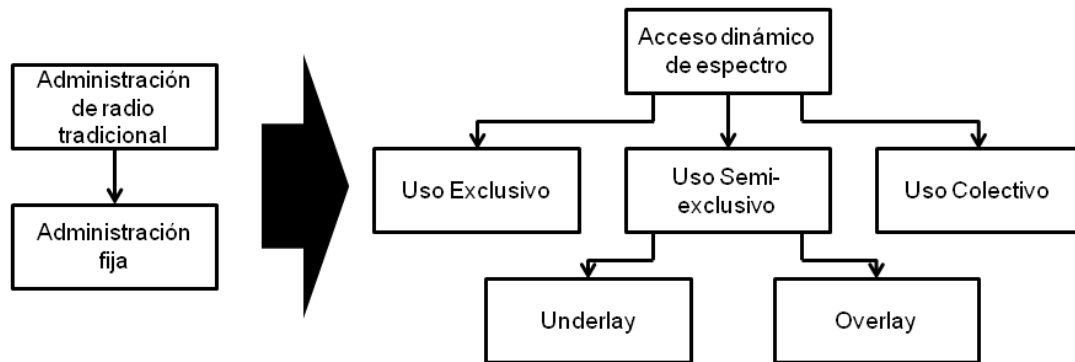 Administración
de radio
tradicional
Administración
fija
Acceso dinámico
de espectro
Uso Exclusivo
Uso Semi-
exclusivo
Uso Colectivo
Underlay
Overlay